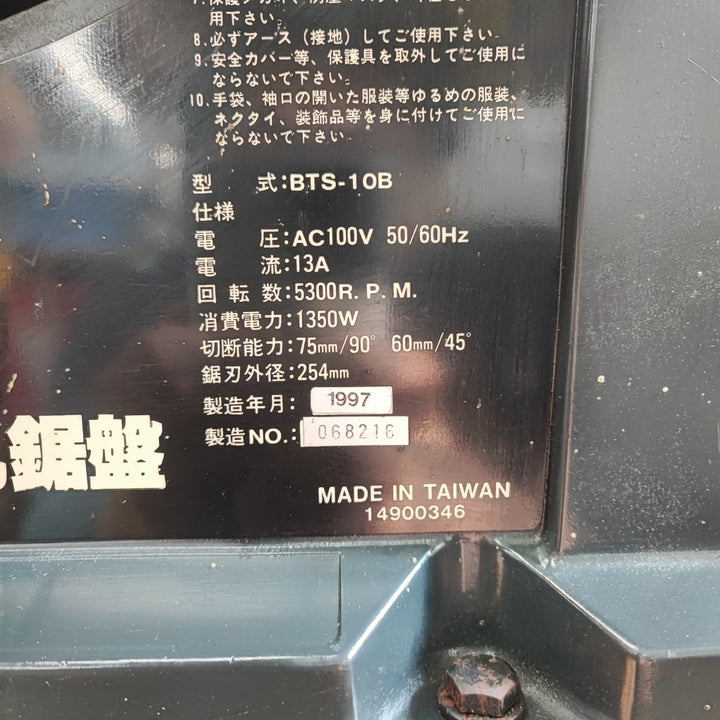 用下さい。
8.必ずアース（接地）してご使用下さい。
9.安全カバー等、保護具を取外してご使用に
ならないで下さい。
10.手袋、袖口の開いた服装等ゆるめの服装、
ネクタイ、装飾品等を身に付けてご使用に
ならないで下さい。
型 式:BTS-10B
仕様
電 圧:AC100V 50/60Hz
電 流:13A
回転数:5300R.P.M.
消費電力:1350W
切断能力:75mm/90° 60mm/45°
鋸刃外径:254mm
製造年月: 1997
製造NO.: 068216
鋸盤
MADE IN TAIWAN
14900346